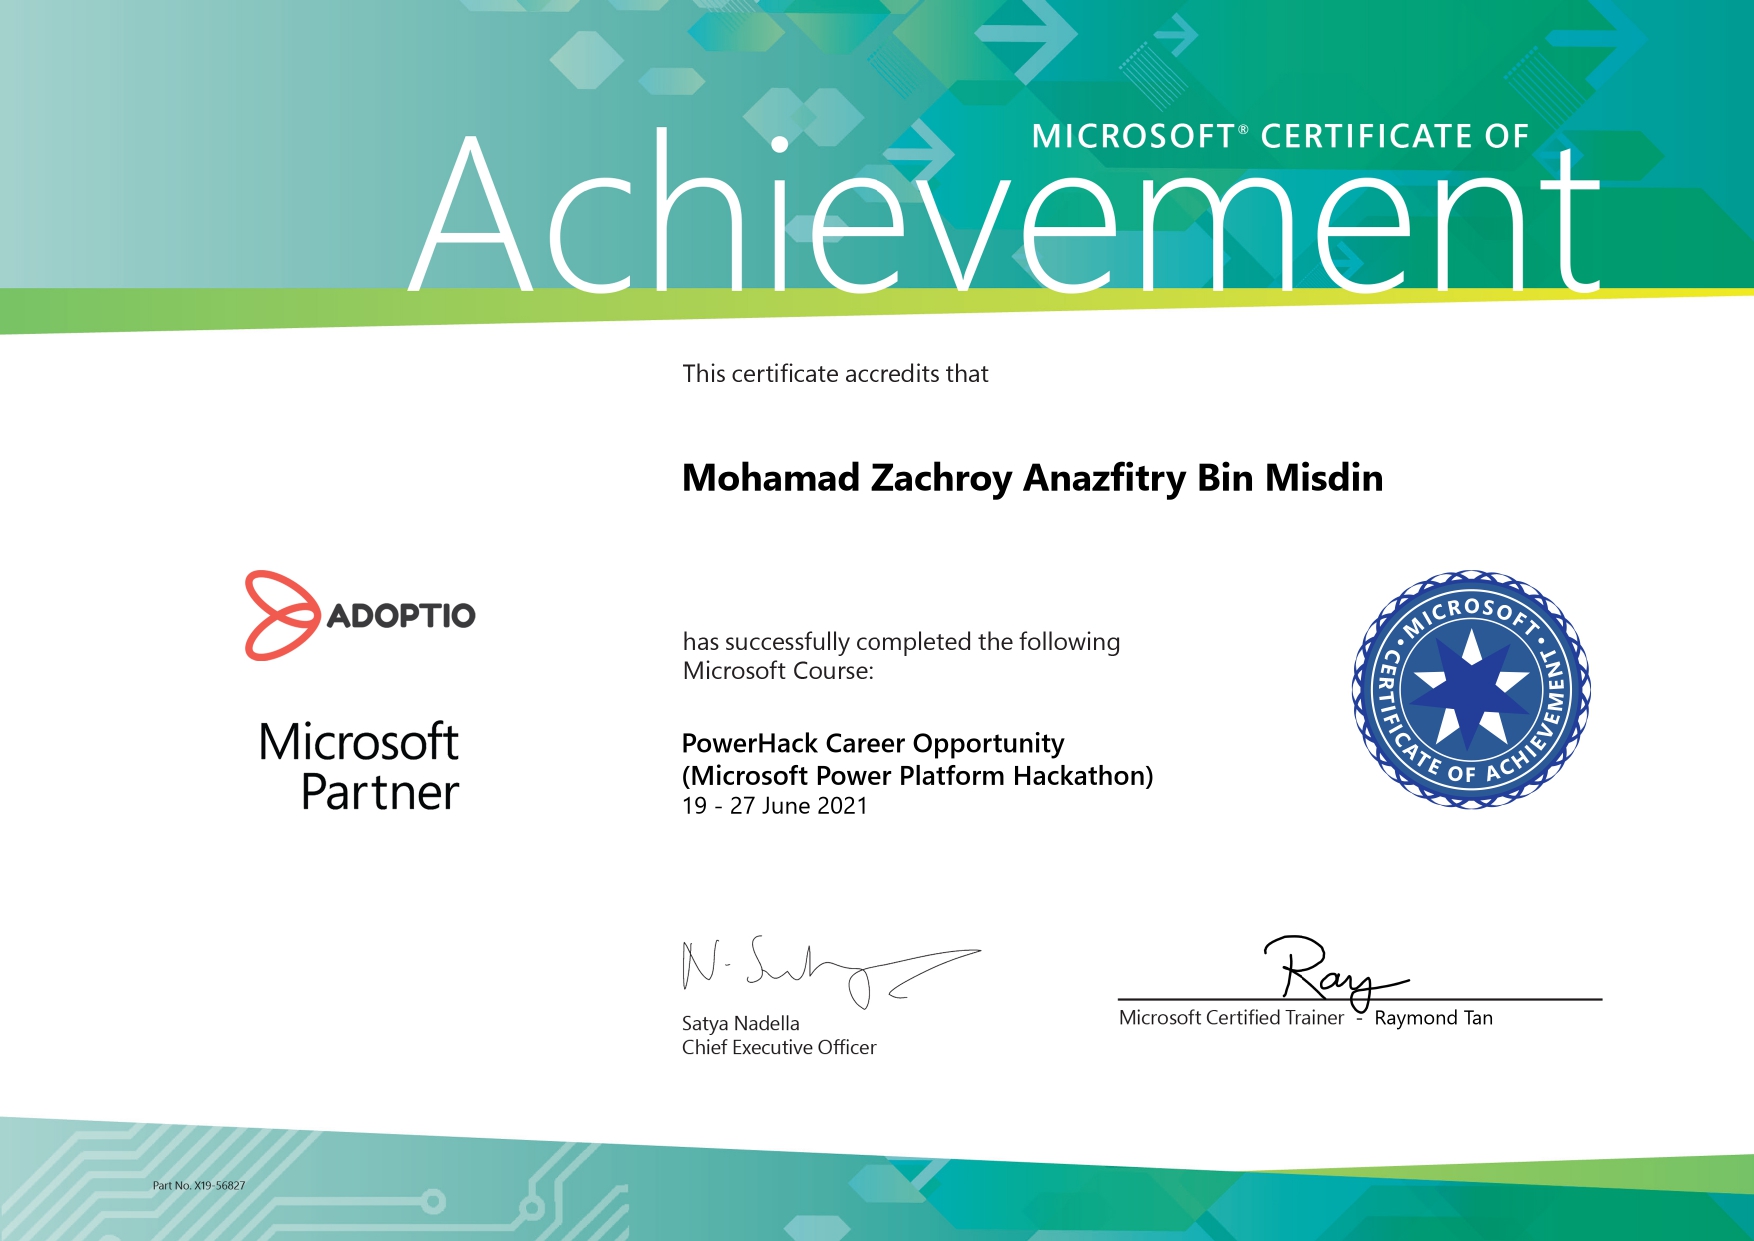 MICROSOFT® CERTIFICATE OF
Achievement
This certificate accredits that
Mohamad Zachroy Anazfitry Bin Misdin
ADOPTIO
Microsoft
Partner
has successfully completed the following
Microsoft Course:
PowerHack Career Opportunity
(Microsoft Power Platform Hackathon)
19 - 27 June 2021
• MICROSOFT •
CERTIFICATE OF ACHIEVEMENT
Satya Nadella
Chief Executive Officer
Ray
Microsoft Certified Trainer - Raymond Tan
Part No. X19-56827